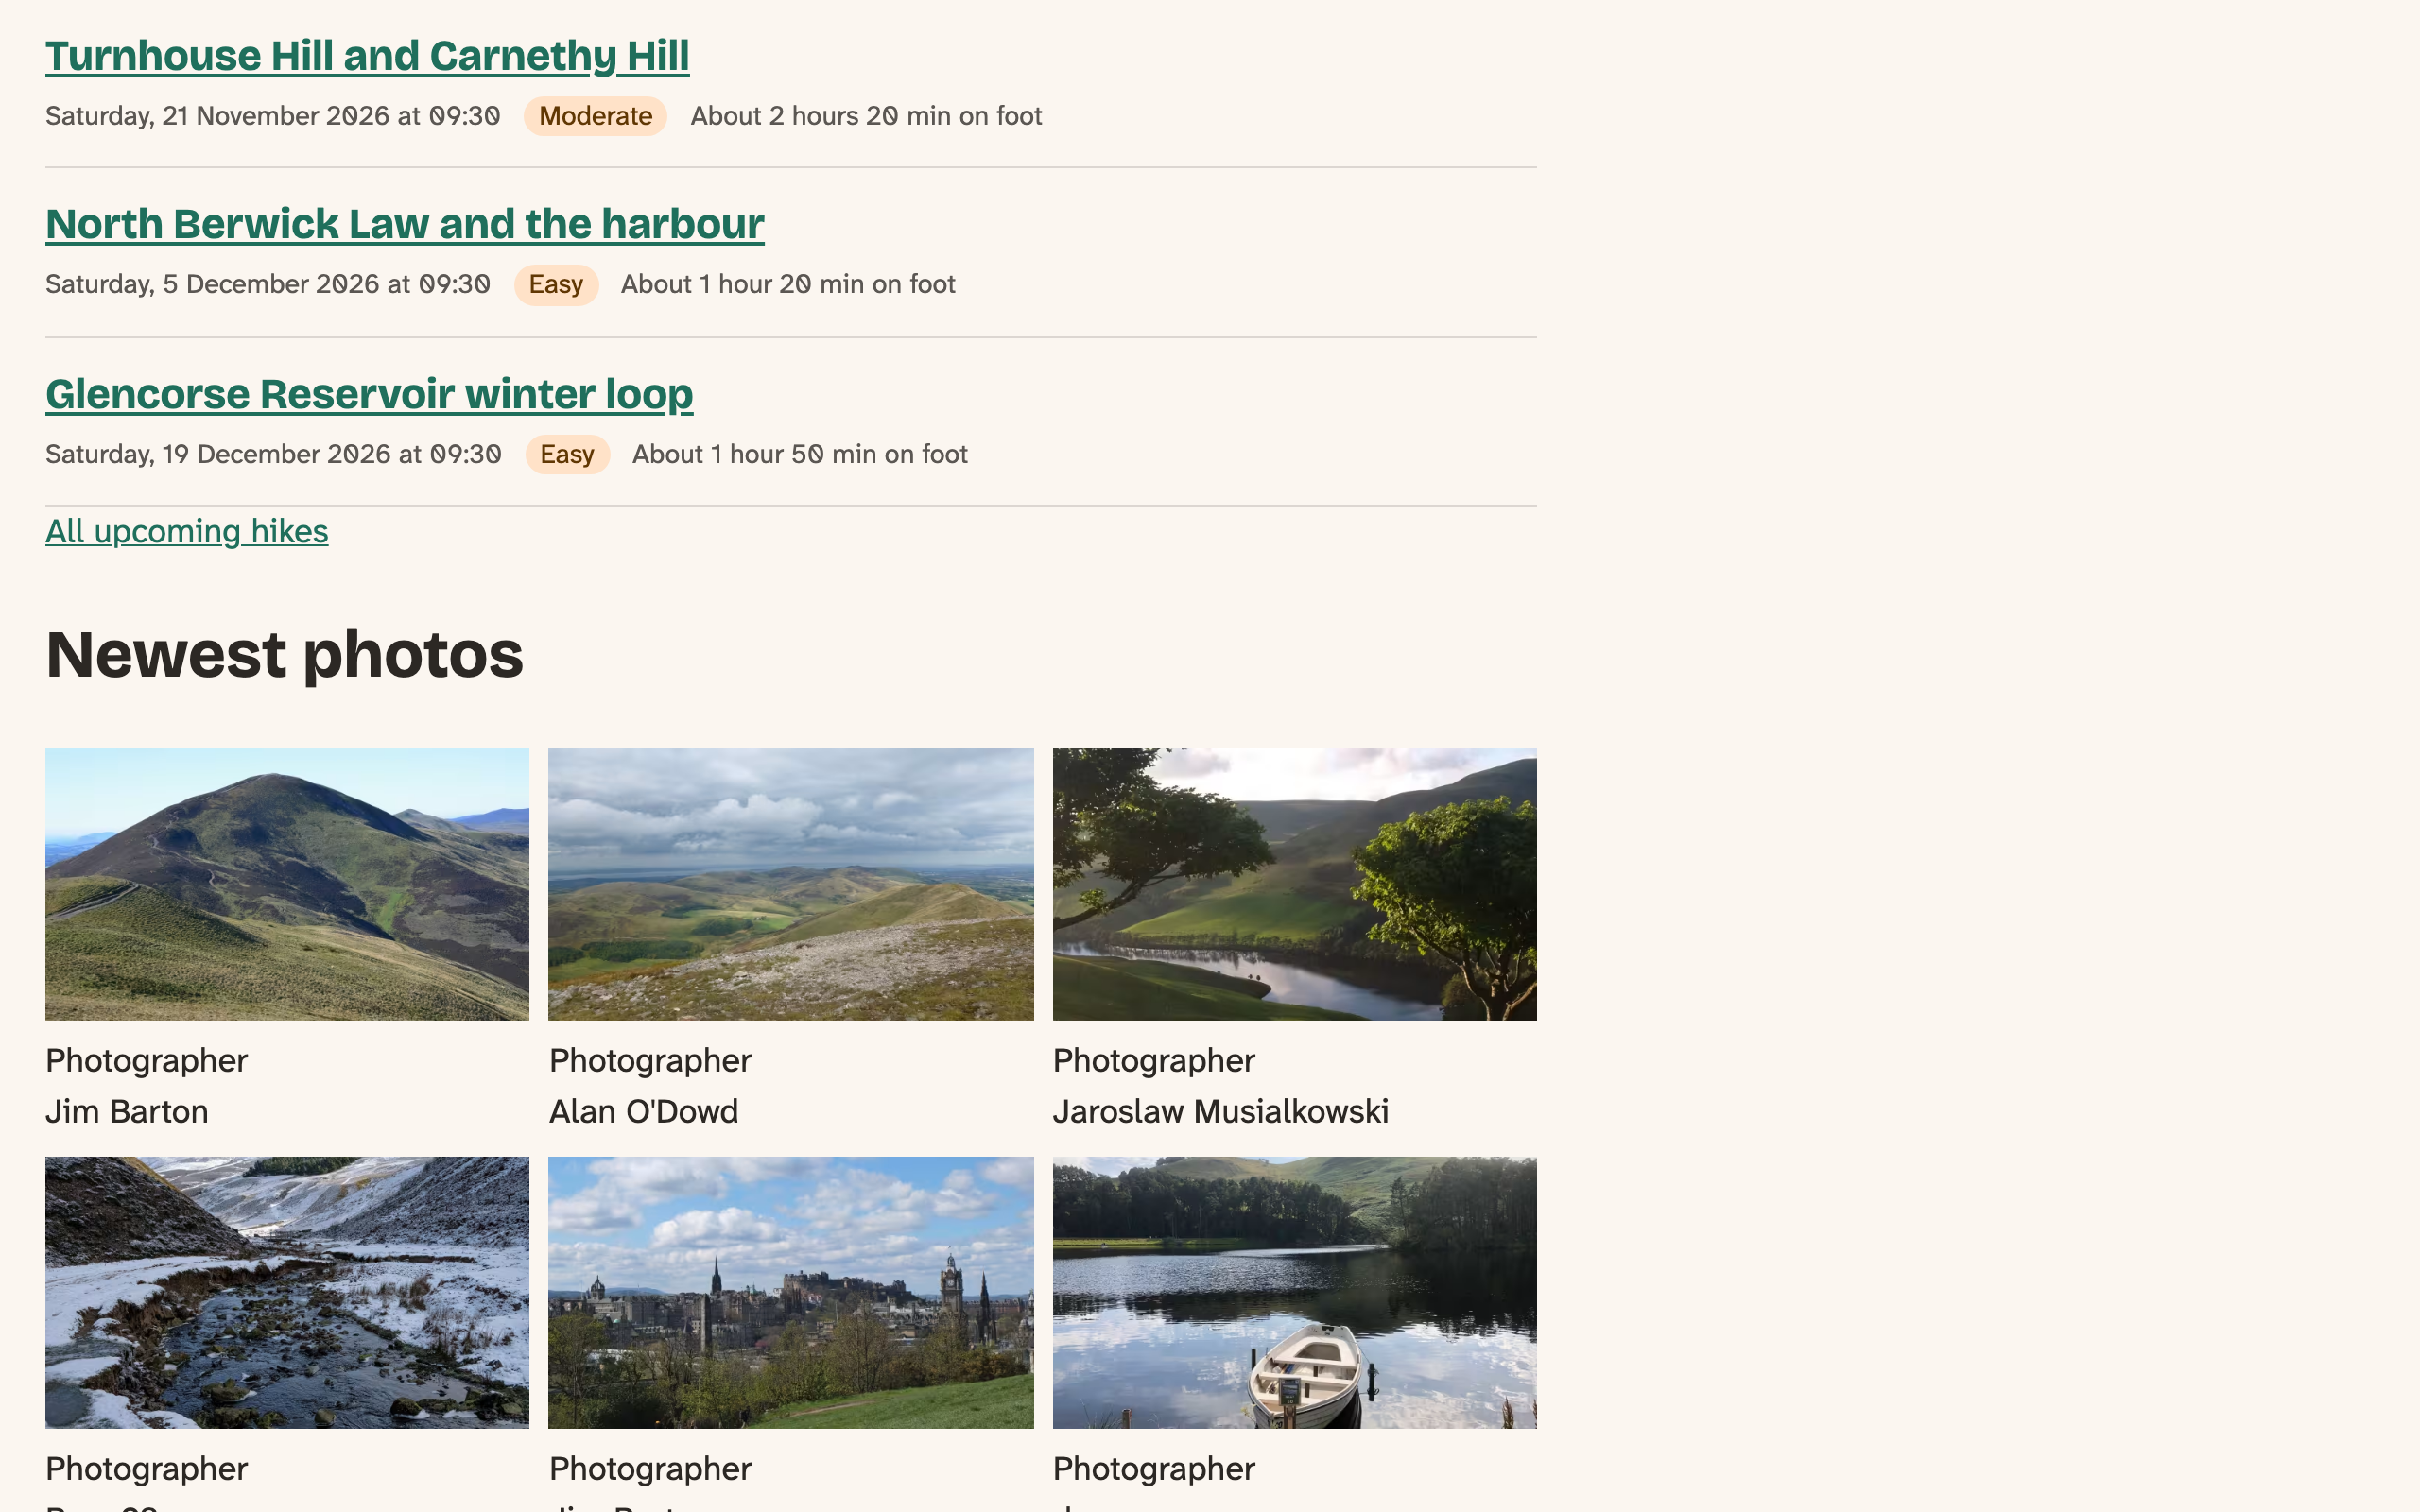 Turnhouse Hill and Carnethy Hill
Saturday, 21 November 2026 at 09:30 Moderate About 2 hours 20 min on foot
North Berwick Law and the harbour
Saturday, 5 December 2026 at 09:30 Easy About 1 hour 20 min on foot
Glencorse Reservoir winter loop
Saturday, 19 December 2026 at 09:30 Easy About 1 hour 50 min on foot
All upcoming hikes
Newest photos
Photographer Photographer Photographer
Jim Barton Alan O'Dowd Jaroslaw Musialkowski
Photographer Photographer Photographer